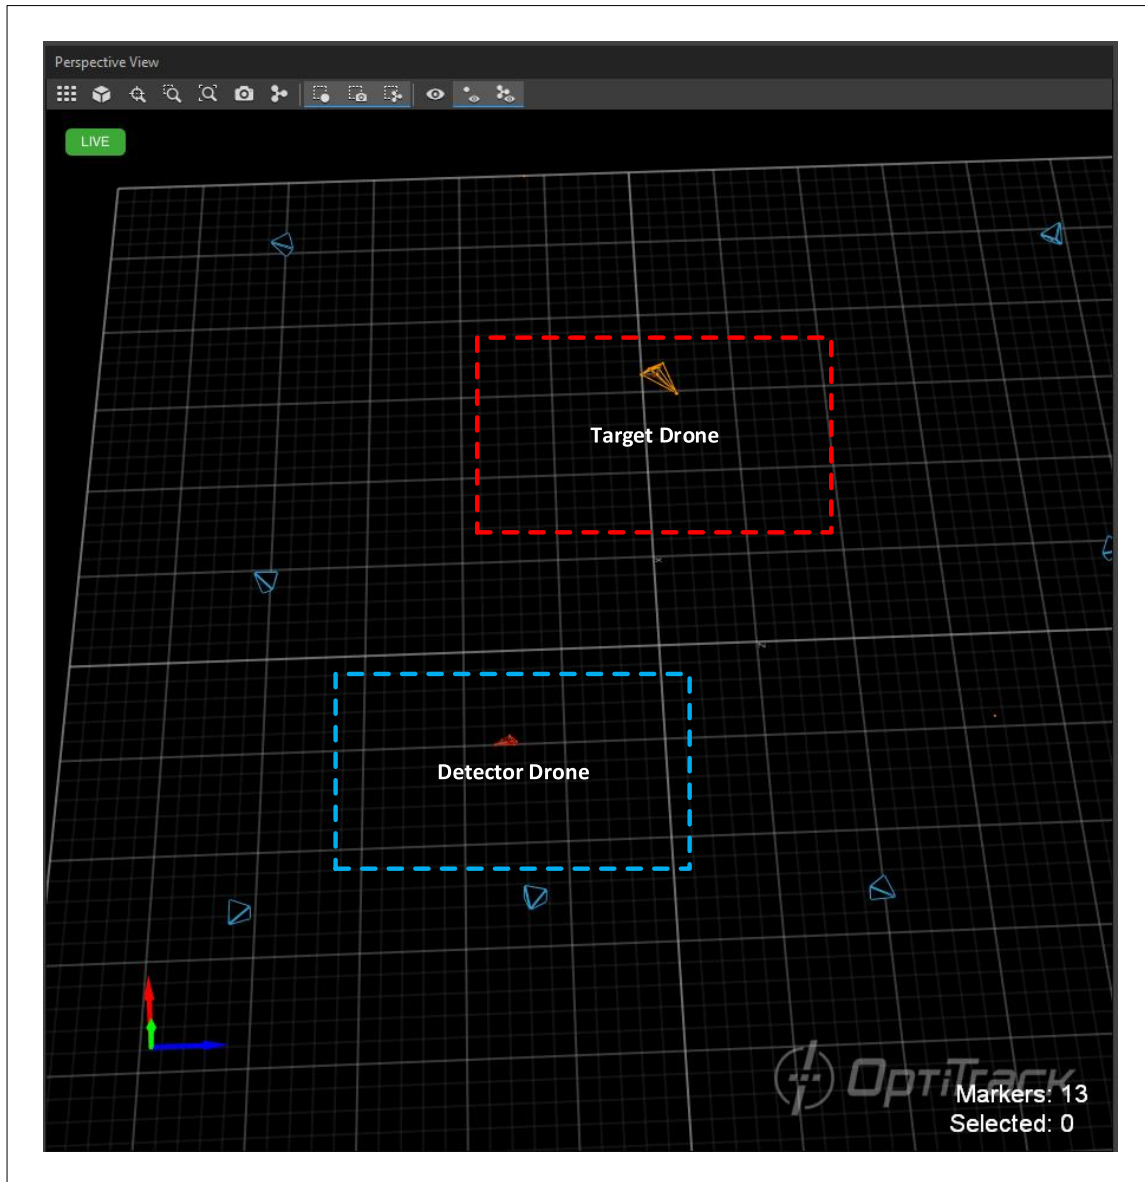 Perspective View
LIVE
Target Drone
x
z
Detector Drone
OptiTrack
Markers: 13
Selected: 0